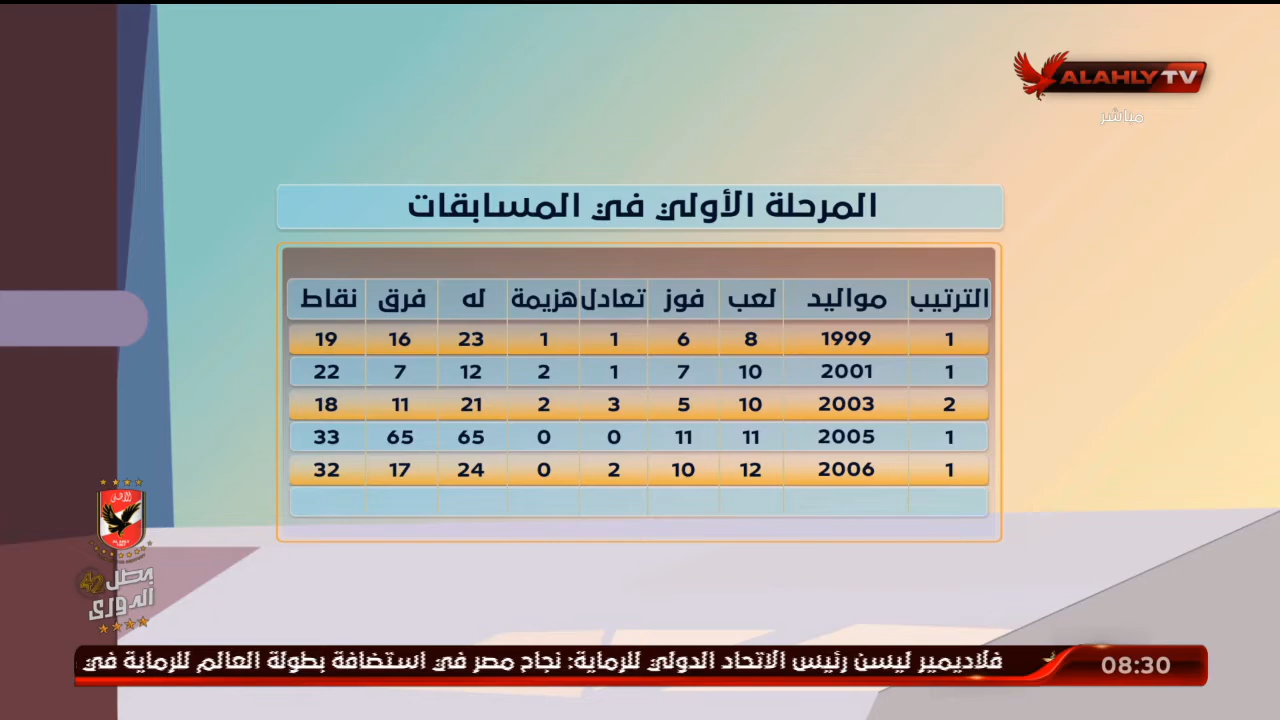 ALAHLY TV
مباشر
المرحلة الأولي في المسابقات
الترتيب مواليد لعب فوز تعادل هزيمة له فرق نقاط
1 1999 8 6 1 1 23 16 19
1 2001 10 7 1 2 12 7 22
2 2003 10 5 3 2 21 11 18
1 2005 11 11 0 0 65 65 33
1 2006 12 10 2 0 24 17 32
بطل الدوري
42
08:30
فلاديمير ليسن رئيس الاتحاد الدولي للرماية: نجاح مصر في استضافة بطولة العالم للرماية في